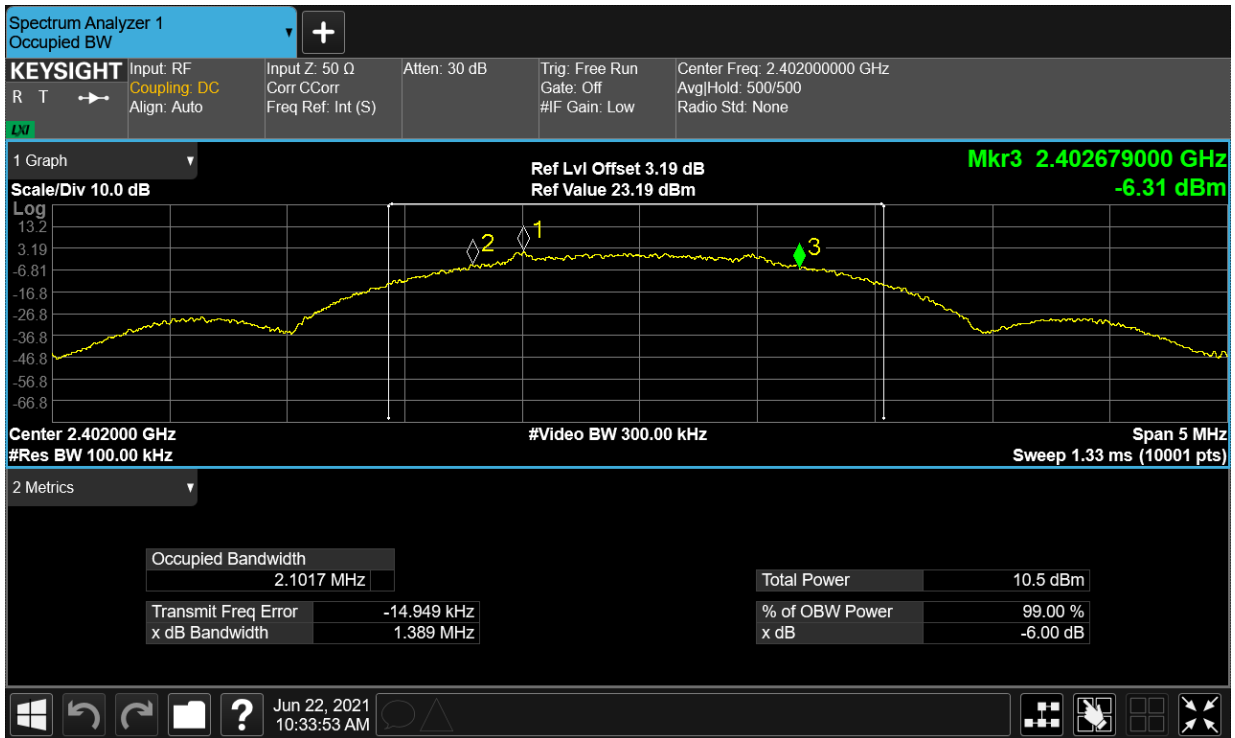 Spectrum Analyzer 1
Occupied BW
KEYSIGHT
R T
LXI
Input: RF
Coupling: DC
Align: Auto
Input Z: 50 Ω
Corr CCorr
Freq Ref: Int (S)
Atten: 30 dB
Trig: Free Run
Gate: Off
#IF Gain: Low
Center Freq: 2.402000000 GHz
Avg|Hold: 500/500
Radio Std: None
1 Graph
Scale/Div 10.0 dB
Ref Lvl Offset 3.19 dB
Ref Value 23.19 dBm
Mkr3 2.402679000 GHz
-6.31 dBm
Log
13.2
3.19
-6.81
-16.8
-26.8
-36.8
-46.8
-56.8
-66.8
2
1
3
Center 2.402000 GHz
#Video BW 300.00 kHz
Span 5 MHz
#Res BW 100.00 kHz
Sweep 1.33 ms (10001 pts)
2 Metrics
Occupied Bandwidth
2.1017 MHz
Transmit Freq Error -14.949 kHz
x dB Bandwidth 1.389 MHz
Total Power 10.5 dBm
% of OBW Power 99.00 %
x dB -6.00 dB
?
Jun 22, 2021
10:33:53 AM